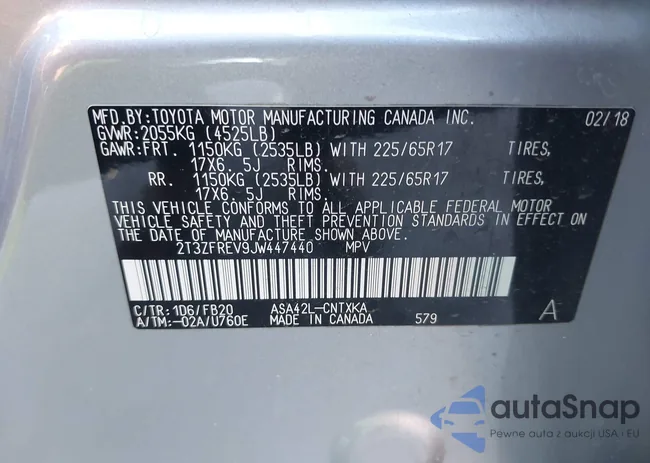 MFD.BY:TOYOTA MOTOR MANUFACTURING CANADA INC. 02/18
GVWR:2055KG (4525LB)
GAWR:FRT. 1150KG (2535LB) WITH 225/65R17 TIRES,
17X6.5J RIMS.
RR. 1150KG (2535LB) WITH 225/65R17 TIRES,
17X6.5J RIMS.
THIS VEHICLE CONFORMS TO ALL APPLICABLE FEDERAL MOTOR
VEHICLE SAFETY AND THEFT PREVENTION STANDARDS IN EFFECT ON
THE DATE OF MANUFACTURE SHOWN ABOVE.
2T3ZFREV9JW447440 MPV
C/TR:1D6/FB20 ASA42L-CNTXKA
A/TM:-02A/U760E MADE IN CANADA 579 A
autaSnap
Pewne auta z aukcji USA i EU